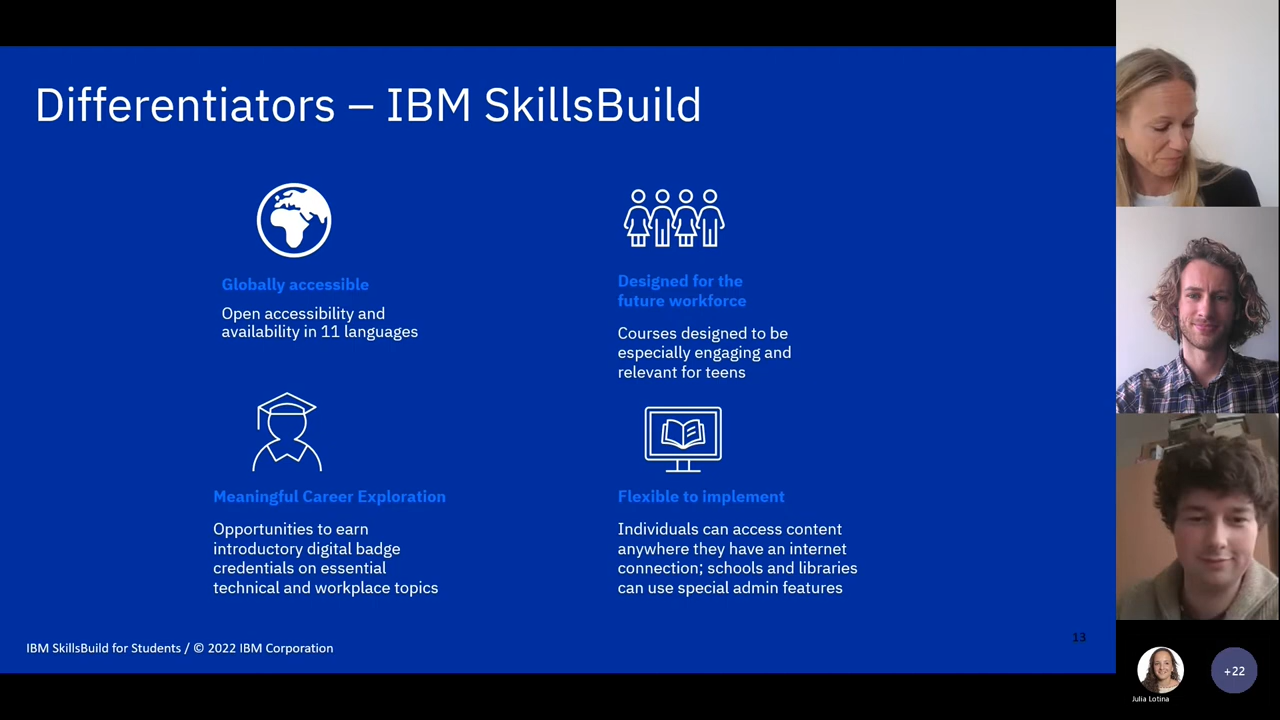 Differentiators – IBM SkillsBuild
Globally accessible
Open accessibility and
availability in 11 languages
Designed for the
future workforce
Courses designed to be
especially engaging and
relevant for teens
Meaningful Career Exploration
Opportunities to earn
introductory digital badge
credentials on essential
technical and workplace topics
Flexible to implement
Individuals can access content
anywhere they have an internet
connection; schools and libraries
can use special admin features
IBM SkillsBuild for Students / © 2022 IBM Corporation
13
Julia Lotina
+22